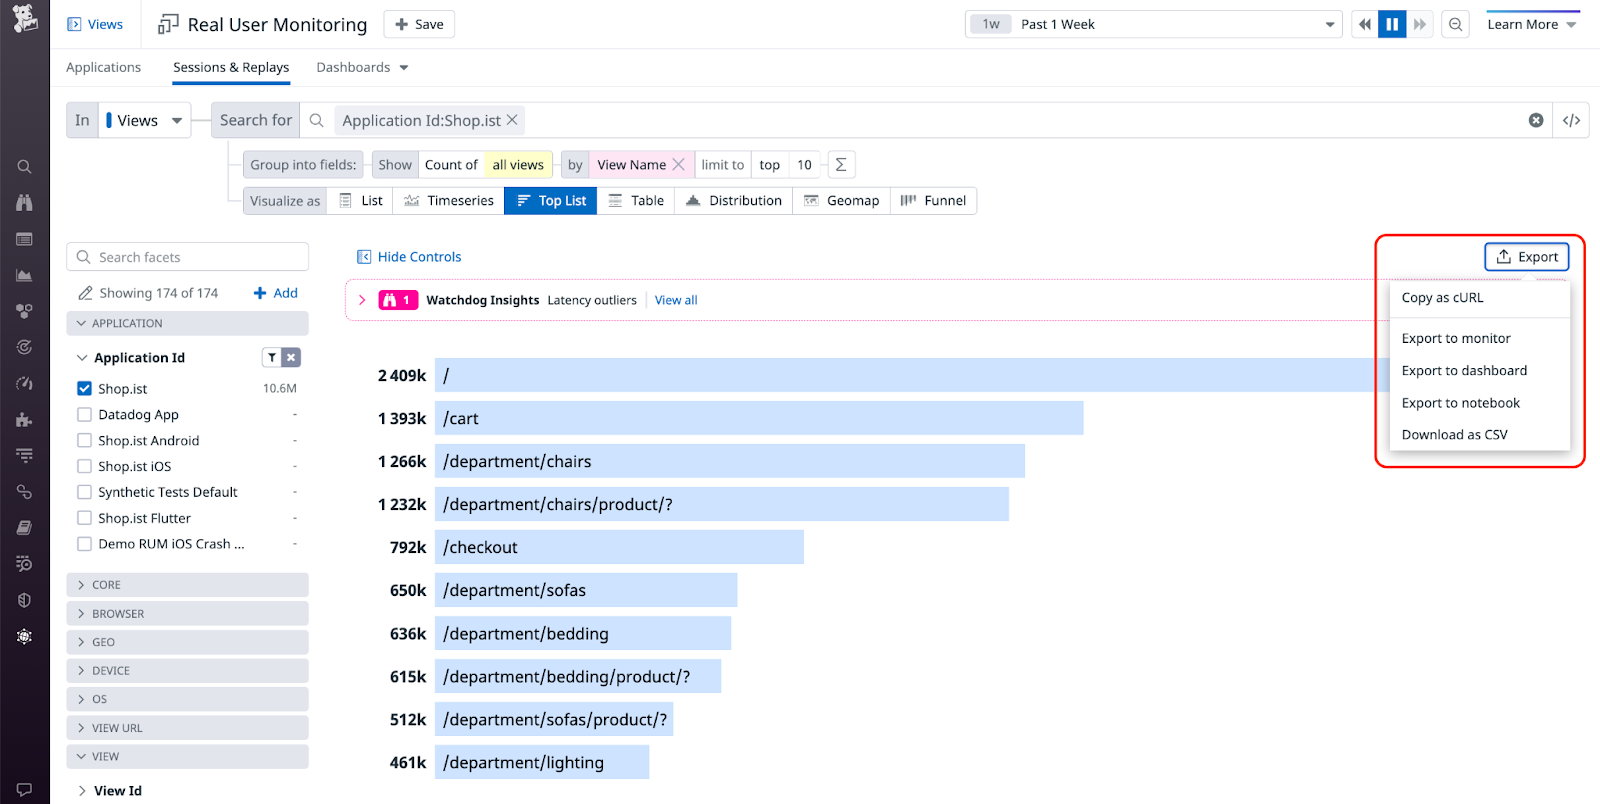 Views
Real User Monitoring
+ Save
1w Past 1 Week
Learn More
Applications
Sessions & Replays
Dashboards
In Views
Search for Application Id:Shop.ist
</>
Group into fields: Show Count of all views by View Name limit to top 10 Σ
Visualize as List Timeseries Top List Table Distribution Geomap Funnel
Search facets
Hide Controls
Export
Showing 174 of 174
+ Add
1 Watchdog Insights Latency outliers View all
Copy as cURL
Export to monitor
Export to dashboard
Export to notebook
Download as CSV
APPLICATION
Application Id
Shop.ist 10.6M
Datadog App -
Shop.ist Android -
Shop.ist iOS -
Synthetic Tests Default -
Shop.ist Flutter -
Demo RUM iOS Crash ... -
CORE
BROWSER
GEO
DEVICE
OS
VIEW URL
VIEW
View Id
2 409k /
1 393k /cart
1 266k /department/chairs
1 232k /department/chairs/product/?
792k /checkout
650k /department/sofas
636k /department/bedding
615k /department/bedding/product/?
512k /department/sofas/product/?
461k /department/lighting